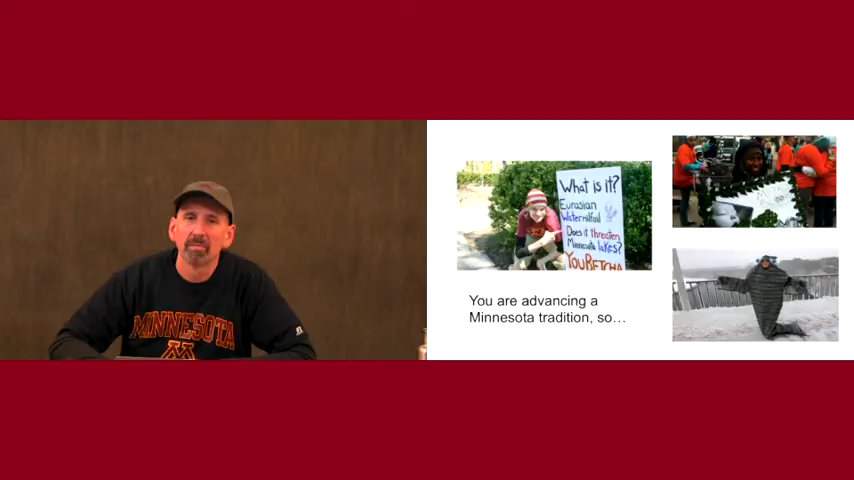 MINNESOTA
M
What is it?
Eurasian
Watermilfoil
Does it threaten
Minnesota lakes?
YOU BETCHA
You are advancing a
Minnesota tradition, so…